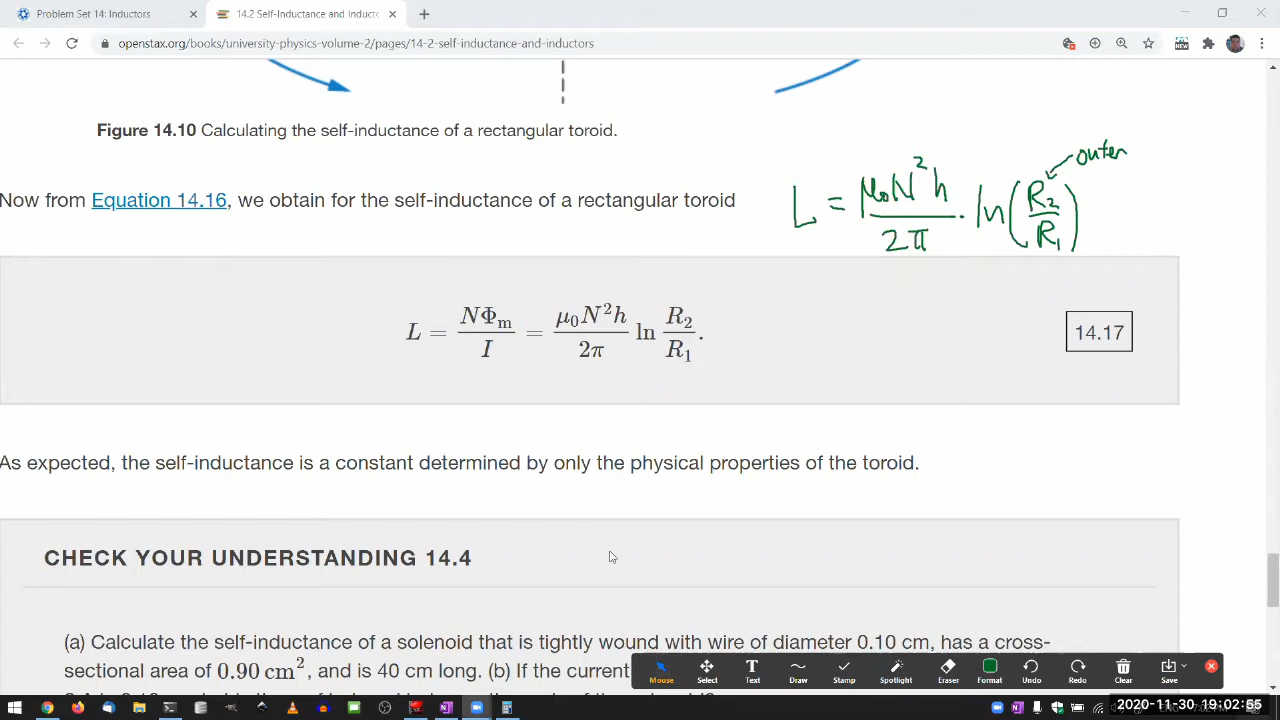 Problem Set 14: Inductors
14.2 Self-Inductance and Inducto
openstax.org/books/university-physics-volume-2/pages/14-2-self-inductance-and-inductors
Figure 14.10 Calculating the self-inductance of a rectangular toroid.
outer
Now from Equation 14.16, we obtain for the self-inductance of a rectangular toroid
L = μ₀N²h / 2π · ln(R₂/R₁)
L = NΦₘ/I = μ₀N²h/2π ln R₂/R₁.
14.17
As expected, the self-inductance is a constant determined by only the physical properties of the toroid.
CHECK YOUR UNDERSTANDING 14.4
(a) Calculate the self-inductance of a solenoid that is tightly wound with wire of diameter 0.10 cm, has a cross-
sectional area of 0.90 cm², and is 40 cm long. (b) If the current
Mouse Select Text Draw Stamp Spotlight Eraser Format Undo Redo Clear Save
2020-11-30 19:02:55